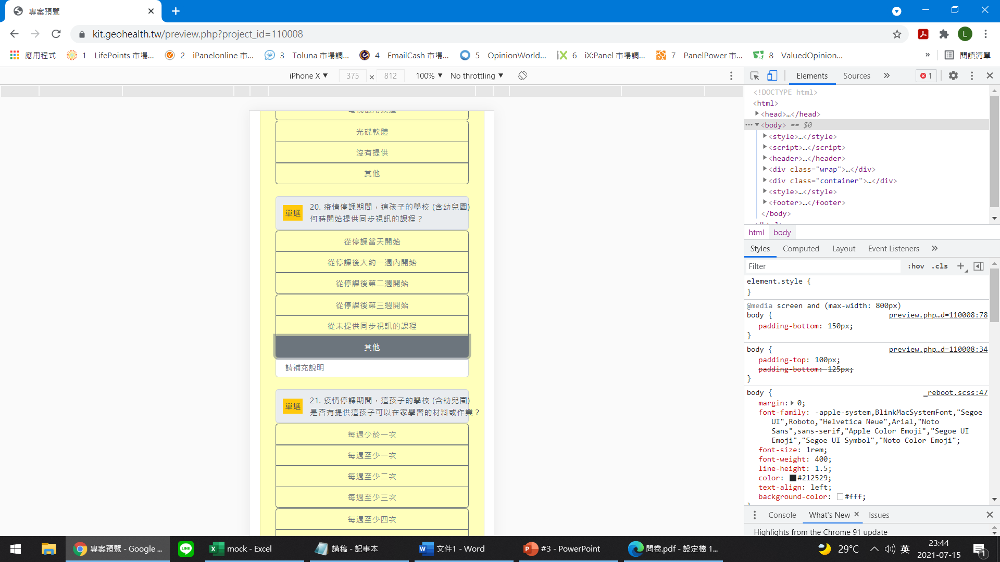 專案預覽
kit.geohealth.tw/preview.php?project_id=110008
L
應用程式
1 LifePoints 市場...
2 iPanelonline 市...
3 Toluna 市場調...
4 EmailCash 市場...
5 OpinionWorld...
6 iX:Panel 市場調...
7 PanelPower 市...
8 ValuedOpinion...
»
閱讀清單
iPhone X ▼ 375 × 812 100% ▼ No throttling ▼
Elements Sources » 1
<!DOCTYPE html>
<html>
<head>…</head>
<body> == $0
<style>…</style>
<script>…</script>
<header>…</header>
<div class="wrap">…</div>
<div class="container">…</div>
<style>…</style>
<footer>…</footer>
</body>
html body
Styles Computed Layout Event Listeners »
Filter :hov .cls +
element.style {
}
@media screen and (max-width: 800px)
body { preview.php…d=110008:78
padding-bottom: 150px;
}
body { preview.php…d=110008:34
padding-top: 100px;
padding-bottom: 125px;
}
body { _reboot.scss:47
margin: 0;
font-family: -apple-system,BlinkMacSystemFont,"Segoe
UI",Roboto,"Helvetica Neue",Arial,"Noto
Sans",sans-serif,"Apple Color Emoji","Segoe UI
Emoji","Segoe UI Symbol","Noto Color Emoji";
font-size: 1rem;
font-weight: 400;
line-height: 1.5;
color: #212529;
text-align: left;
background-color: #fff;
Console What's New × Issues
Highlights from the Chrome 91 update
光碟軟體
沒有提供
其他
單選
20. 疫情停課期間，這孩子的學校 (含幼兒園)
何時開始提供同步視訊的課程？
從停課當天開始
從停課後大約一週內開始
從停課後第二週開始
從停課後第三週開始
從未提供同步視訊的課程
其他
請補充說明
單選
21. 疫情停課期間，這孩子的學校 (含幼兒園)
是否有提供這孩子可以在家學習的材料或作業？
每週少於一次
每週至少一次
每週至少二次
每週至少三次
每週至少四次
專案預覽 - Google ...
LINE
mock - Excel
講稿 - 記事本
文件1 - Word
#3 - PowerPoint
問卷.pdf - 設定檔 1...
29°C
英
23:44
2021-07-15
1